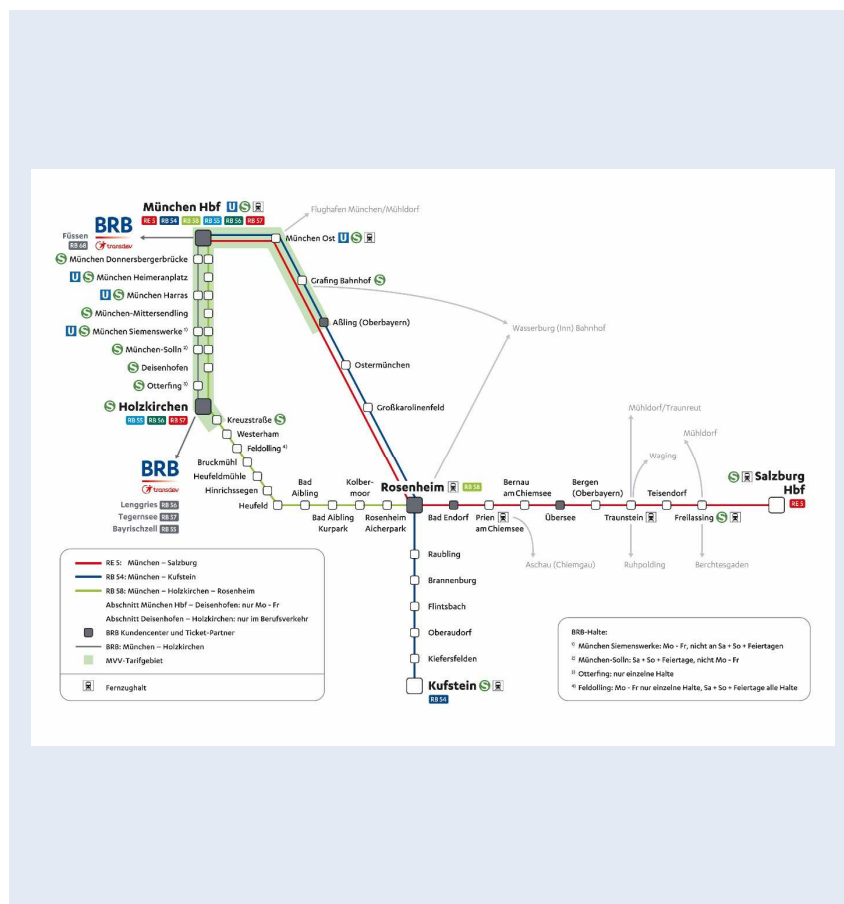 München Hbf U S
RE 5 RB 54 RB 58 RB 55 RB 56 RB 57
Flughafen München/Mühldorf
BRB
transdev
Füssen
RB 68
München Ost U S
S München Donnersbergerbrücke
U S München Heimeranplatz
U S München Harras
S München-Mittersendling
U S München Siemenswerke 1)
S München-Solln 2)
S Deisenhofen
S Otterfing 3)
S Holzkirchen
RB 55 RB 56 RB 57
Grafing Bahnhof S
Aßling (Oberbayern)
Wasserburg (Inn) Bahnhof
Ostermünchen
Großkarolinenfeld
Kreuzstraße S
Westerham
Feldolling 4)
Bruckmühl
Heufeldmühle
Hinrichssegen
Heufeld
BRB
transdev
Lenggries RB 56
Tegernsee RB 57
Bayrischzell RB 55
Bad
Aibling
Bad Aibling
Kurpark
Kolber-
moor
Rosenheim
Aicherpark
Rosenheim RB 58
Bad Endorf
Prien
am Chiemsee
Bernau
am Chiemsee
Übersee
Bergen
(Oberbayern)
Traunstein
Teisendorf
Freilassing S
S Salzburg
Hbf
RE 5
Mühldorf/Traunreut
Mühldorf
Waging
Aschau (Chiemgau)
Ruhpolding
Berchtesgaden
Raubling
Brannenburg
Flintsbach
Oberaudorf
Kiefersfelden
Kufstein S
RB 54
RE 5: München – Salzburg
RB 54: München – Kufstein
RB 58: München – Holzkirchen – Rosenheim
Abschnitt München Hbf – Deisenhofen: nur Mo - Fr
Abschnitt Deisenhofen – Holzkirchen: nur im Berufsverkehr
BRB Kundencenter und Ticket-Partner
BRB: München – Holzkirchen
MVV-Tarifgebiet
Fernzughalt
BRB-Halte:
1) München Siemenswerke: Mo - Fr, nicht an Sa + So + Feiertagen
2) München-Solln: Sa + So + Feiertage, nicht Mo - Fr
3) Otterfing: nur einzelne Halte
4) Feldolling: Mo - Fr nur einzelne Halte, Sa + So + Feiertage alle Halte